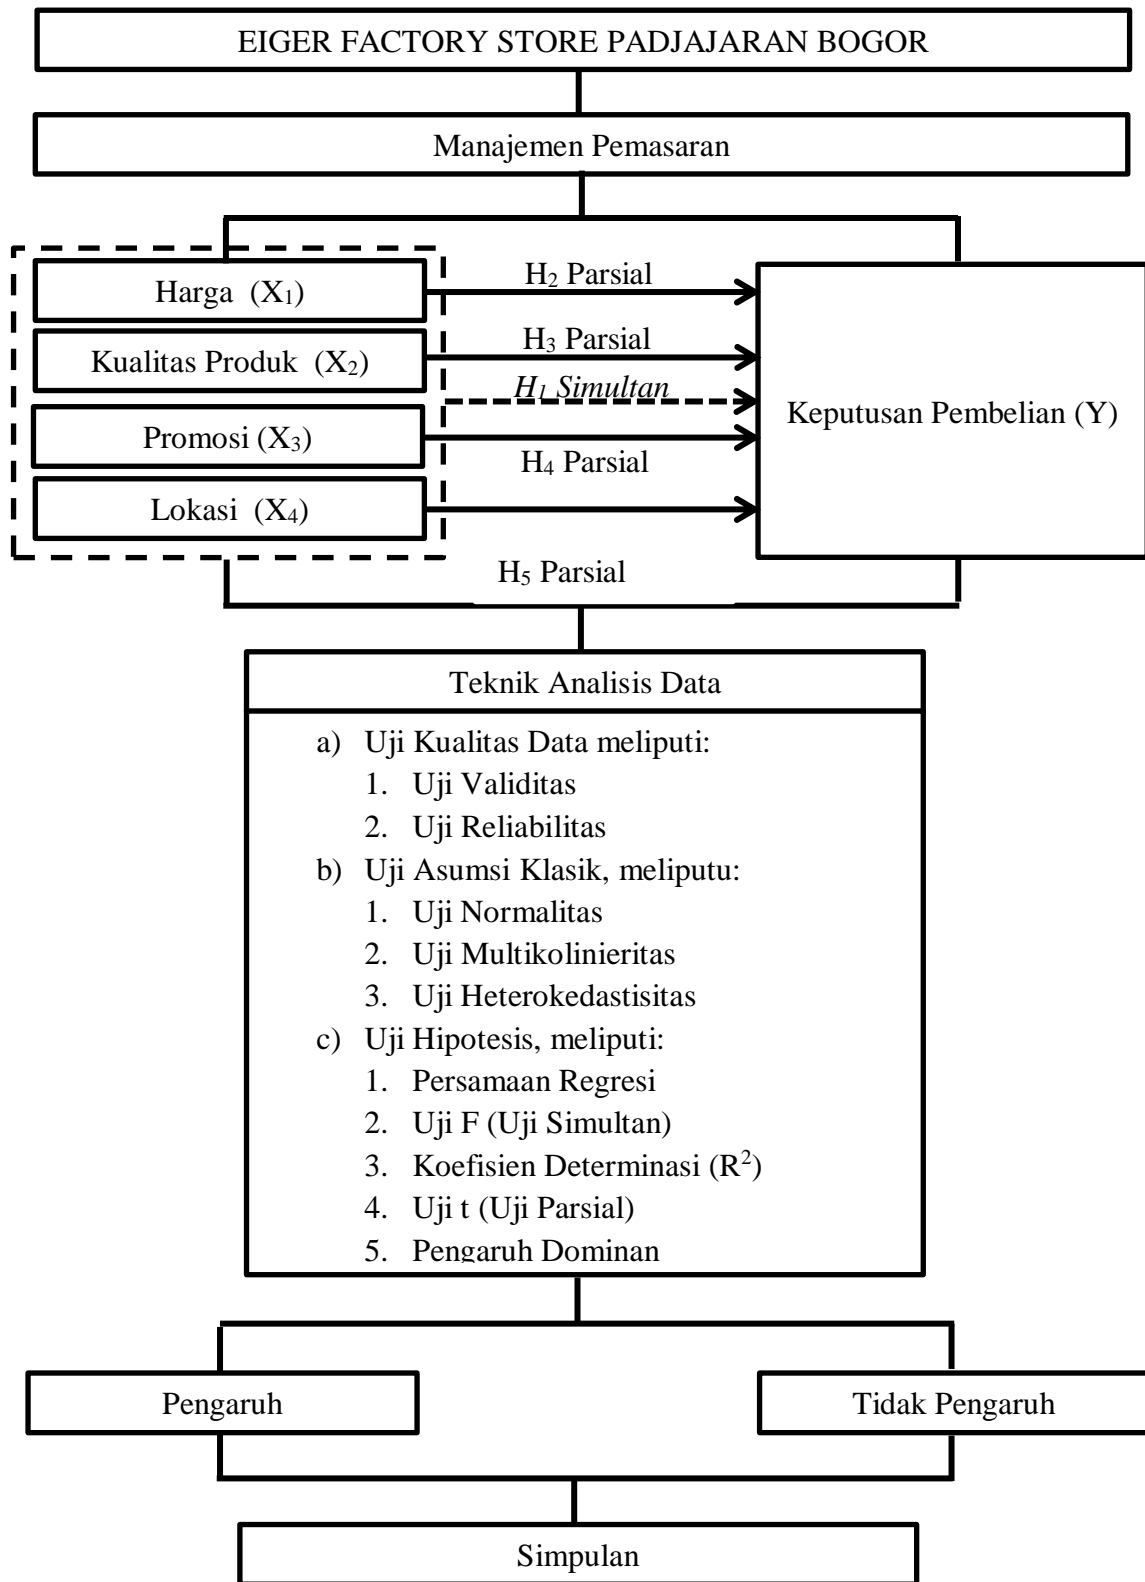 EIGER FACTORY STORE PADJAJARAN BOGOR
Manajemen Pemasaran
Harga (X₁)
H₂ Parsial
Kualitas Produk (X₂)
H₃ Parsial
H₁ Simultan
Keputusan Pembelian (Y)
Promosi (X₃)
H₄ Parsial
Lokasi (X₄)
H₅ Parsial
Teknik Analisis Data
a) Uji Kualitas Data meliputi:
1. Uji Validitas
2. Uji Reliabilitas
b) Uji Asumsi Klasik, meliputu:
1. Uji Normalitas
2. Uji Multikolinieritas
3. Uji Heterokedastisitas
c) Uji Hipotesis, meliputi:
1. Persamaan Regresi
2. Uji F (Uji Simultan)
3. Koefisien Determinasi (R²)
4. Uji t (Uji Parsial)
5. Pengaruh Dominan
Pengaruh
Tidak Pengaruh
Simpulan